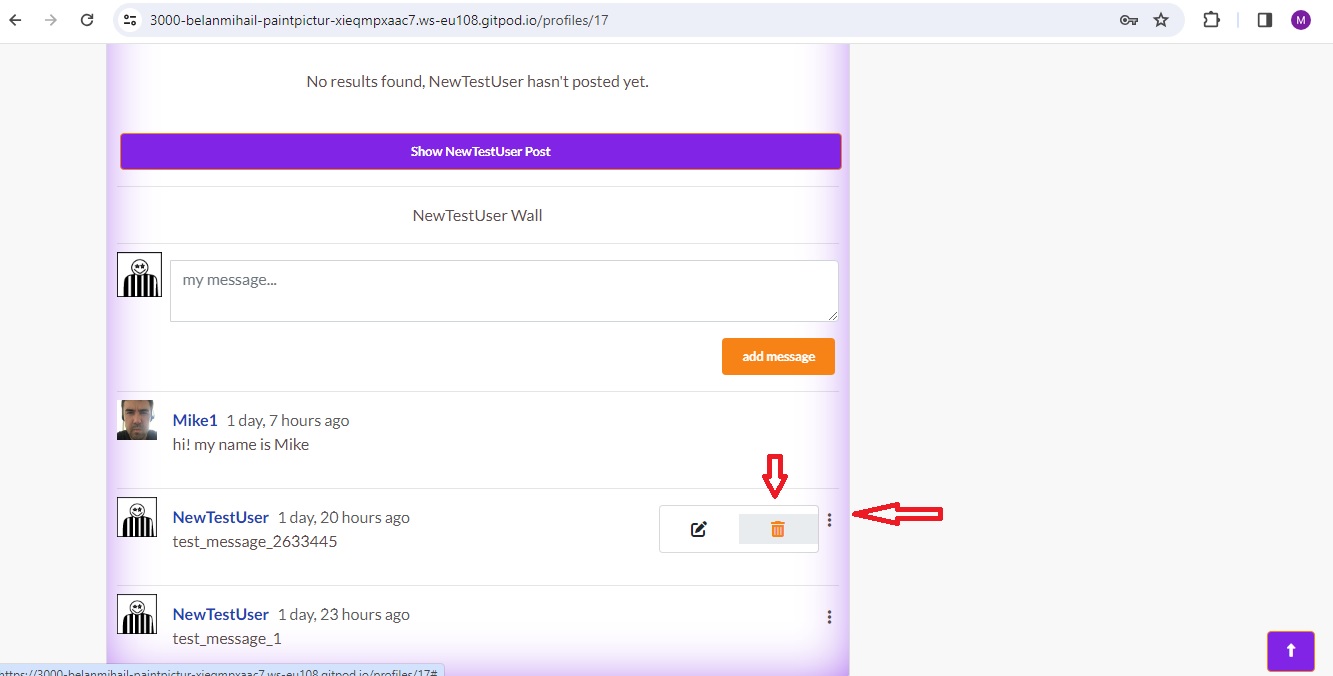 3000-belanmihail-paintpictur-xieqmpxaac7.ws-eu108.gitpod.io/profiles/17
M
No results found, NewTestUser hasn't posted yet.
Show NewTestUser Post
NewTestUser Wall
my message...
add message
Mike1 1 day, 7 hours ago
hi! my name is Mike
NewTestUser 1 day, 20 hours ago
test_message_2633445
NewTestUser 1 day, 23 hours ago
test_message_1
https://3000-belanmihail-paintpictur-xieqmpxaac7.ws-eu108.gitpod.io/profiles/17#